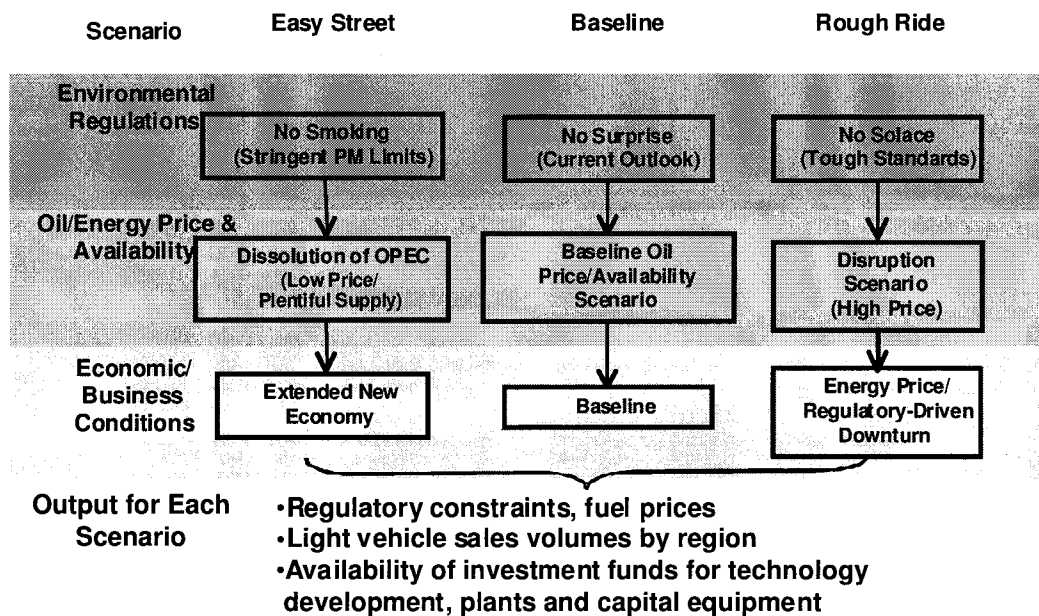 Scenario
Easy Street
Baseline
Rough Ride
Environmental
Regulations
No Smoking
(Stringent PM Limits)
No Surprise
(Current Outlook)
No Solace
(Tough Standards)
Oil/Energy Price &
Availability
Dissolution of OPEC
(Low Price/
Plentiful Supply)
Baseline Oil
Price/Availability
Scenario
Disruption
Scenario
(High Price)
Economic/
Business
Conditions
Extended New
Economy
Baseline
Energy Price/
Regulatory-Driven
Downturn
Output for Each
Scenario
•Regulatory constraints, fuel prices
•Light vehicle sales volumes by region
•Availability of investment funds for technology
development, plants and capital equipment